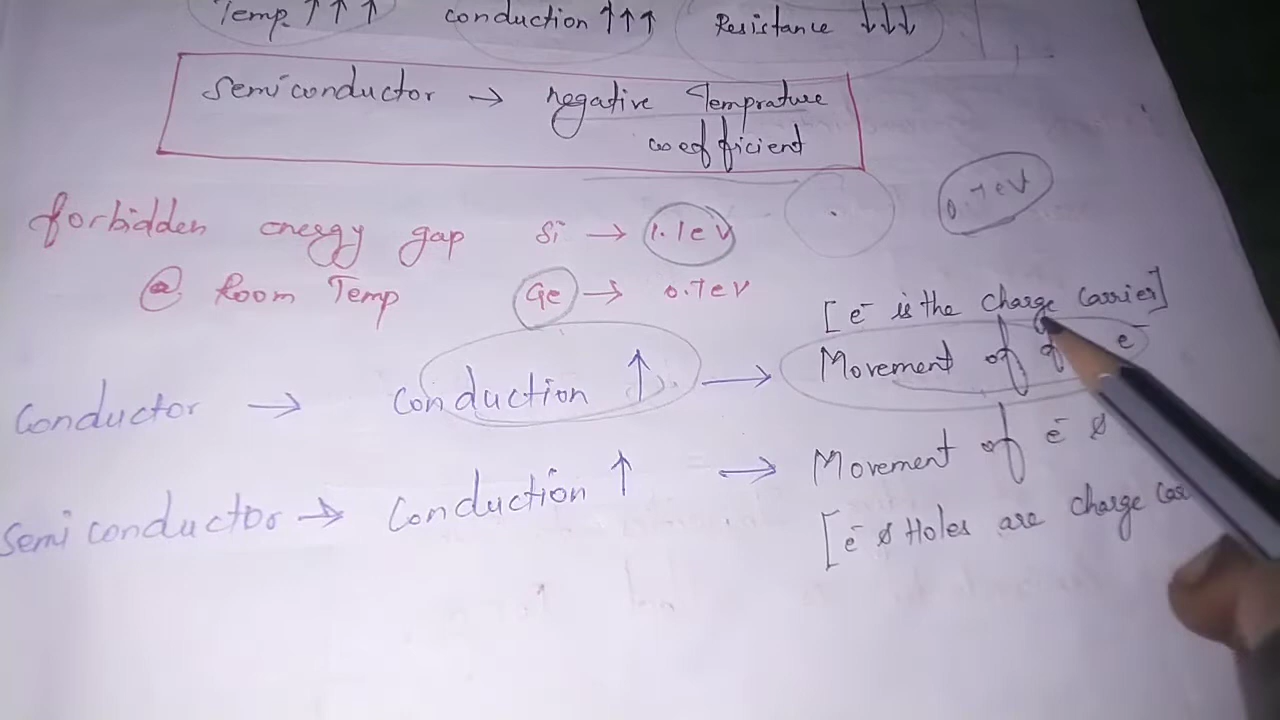 Temp. ↑↑↑ conduction ↑↑↑ Resistance ↓↓↓
Semiconductor → negative Temprature
coefficient
0.7eV
forbidden energy gap Si → 1.1eV
@ Room Temp Ge → 0.7eV
[e⁻ is the charge carrier]
Conductor → Conduction ↑ → Movement of e⁻
Semiconductor → Conduction ↑ → Movement of e⁻ &
[e⁻ & Holes are charge